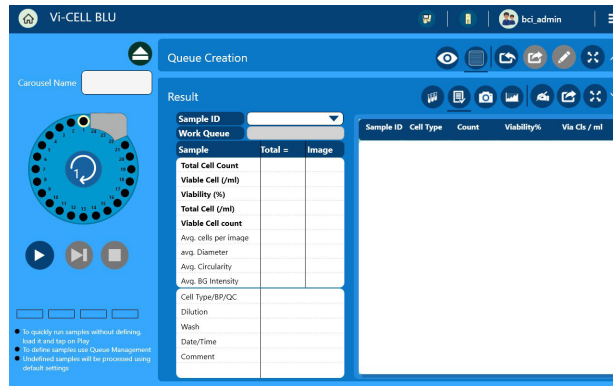 Vi-CELL BLU
bci_admin
Carousel Name
Queue Creation
Result
Sample ID
Work Queue
Sample Total = Image
Total Cell Count
Viable Cell (/ml)
Viability (%)
Total Cell (/ml)
Viable Cell count
Avg. cells per image
avg. Diameter
Avg. Circularity
Avg. BG Intensity
Cell Type/BP/QC
Dilution
Wash
Date/Time
Comment
Sample ID Cell Type Count Viability% Via Cls / ml
1
To quickly run samples without defining,
load it and tap on Play
To define samples use Queue Management
Undefined samples will be processed using
default settings